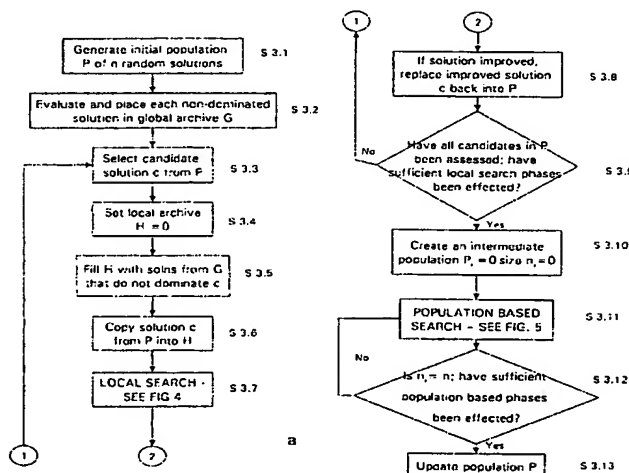 Generate initial population
P of n random solutions
S 3.1
Evaluate and place each non-dominated
solution in global archive G
S 3.2
Select candidate
solution c from P
S 3.3
Set local archive
H = 0
S 3.4
Fill H with solns from G
that do not dominate c
S 3.5
Copy solution c
from P into H
S 3.6
LOCAL SEARCH -
SEE FIG 4
S 3.7
1
2
a
1
2
If solution improved,
replace improved solution
c back into P
S 3.8
No
Have all candidates in P
been assessed; have
sufficient local search phases
been effected?
S 3.9
Yes
Create an intermediate
population P, = 0 size n, = 0
S 3.10
POPULATION BASED
SEARCH - SEE FIG. 5
S 3.11
No
Is n, = n; have sufficient
population based phases
been effected?
S 3.12
Yes
Update population P
S 3.13